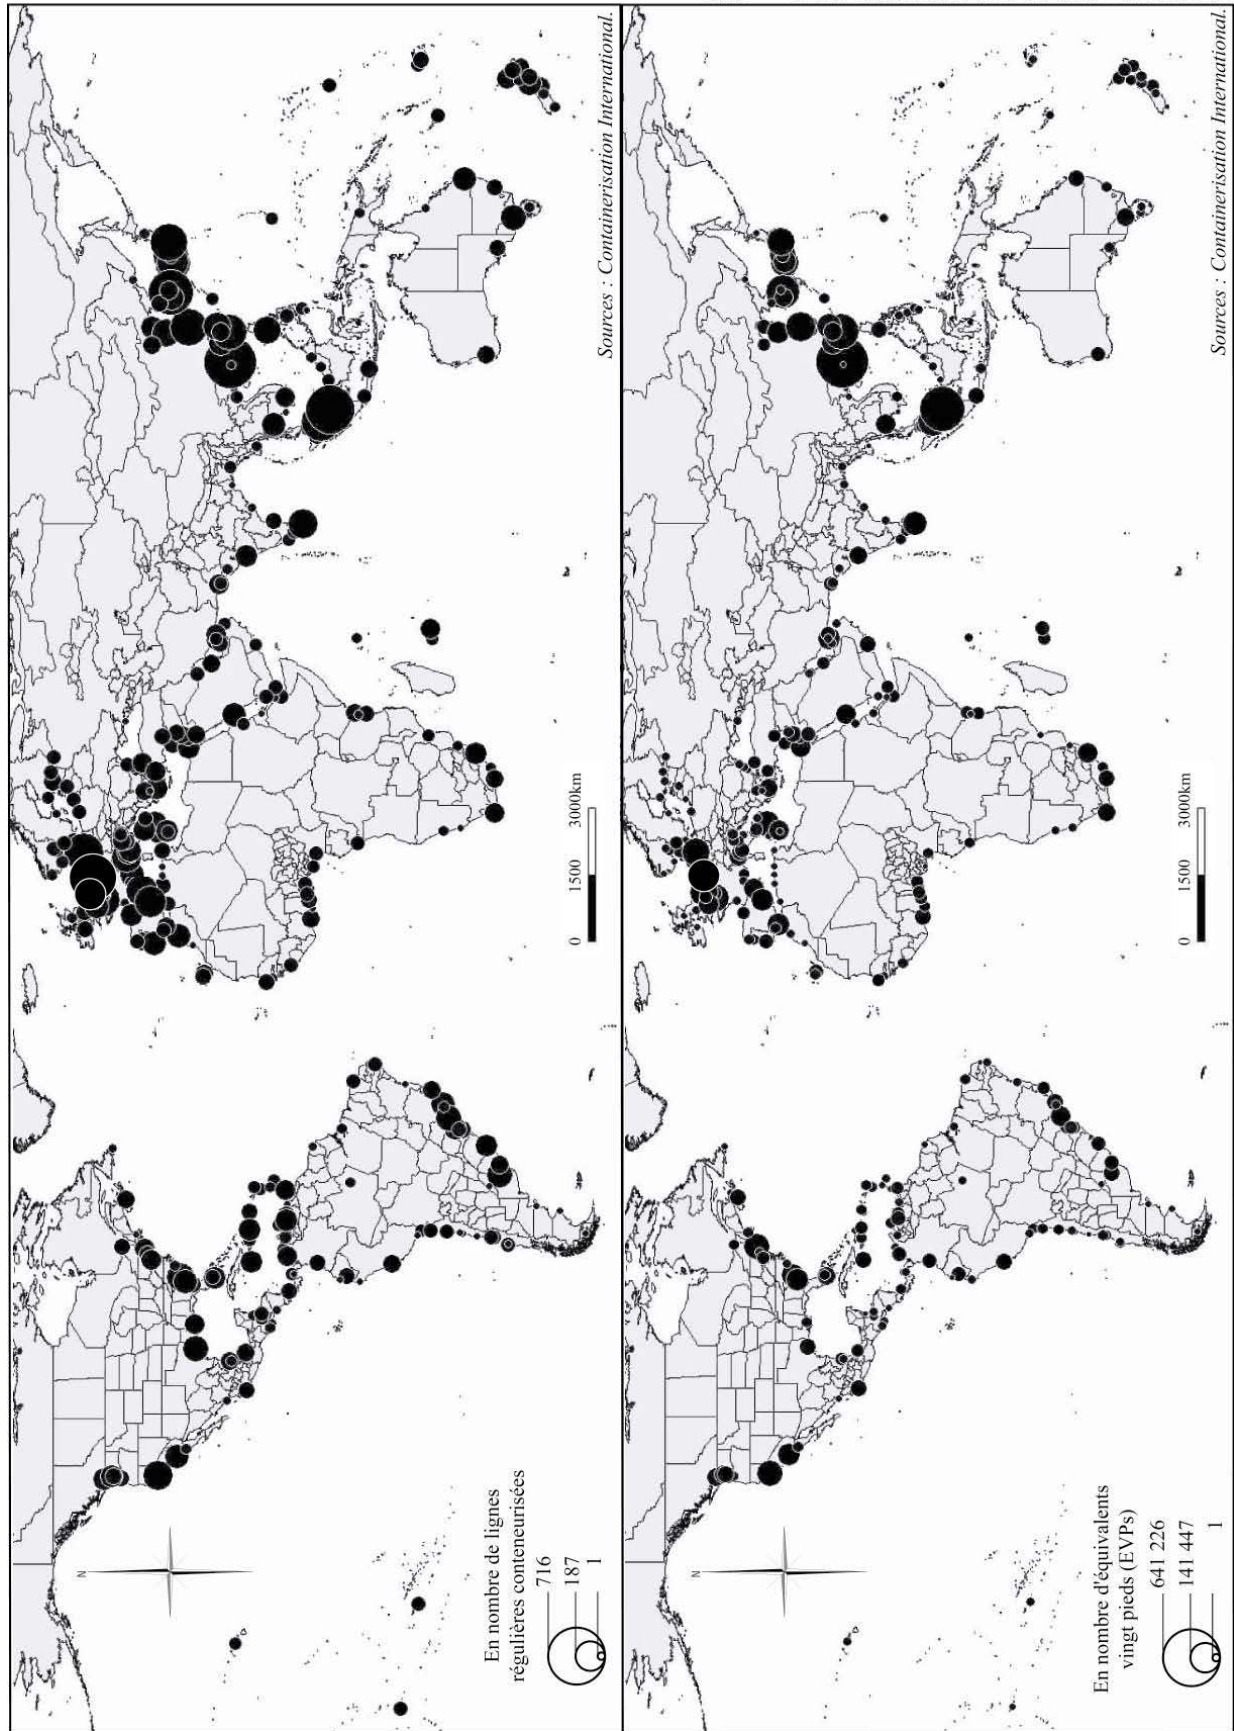 Sources : Containerisation International.
0 1500 3000km
N
En nombre de lignes
régulières conteneurisées
716
187
1
Sources : Containerisation International.
0 1500 3000km
N
En nombre d'équivalents
vingt pieds (EVPs)
641 226
141 447
1